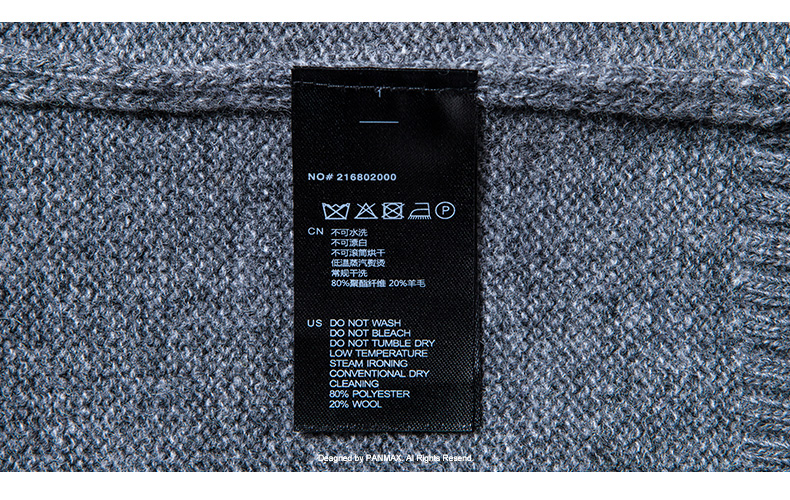 NO# 216802000
CN 不可水洗
不可漂白
不可滚筒烘干
低温蒸汽熨烫
常规干洗
80%聚酯纤维 20%羊毛
US DO NOT WASH
DO NOT BLEACH
DO NOT TUMBLE DRY
LOW TEMPERATURE
STEAM IRONING
CONVENTIONAL DRY
CLEANING
80% POLYESTER
20% WOOL
Deagned by PANMAX. Al Rights Resend.